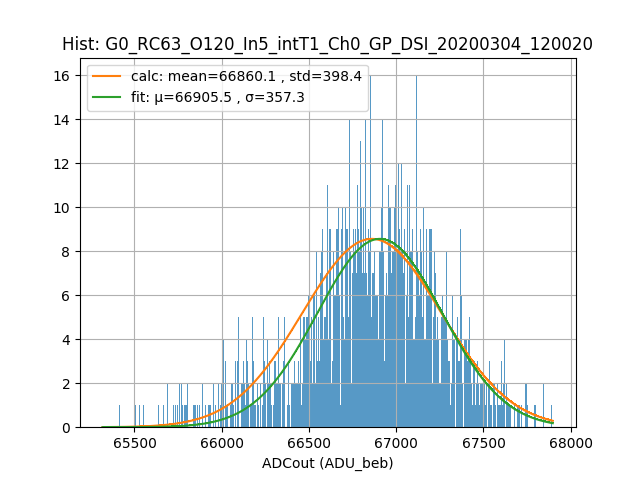 Hist: G0_RC63_O120_In5_intT1_Ch0_GP_DSI_20200304_120020
calc: mean=66860.1 , std=398.4
fit: μ=66905.5 , σ=357.3
16
14
12
10
8
6
4
2
0
65500 66000 66500 67000 67500 68000
ADCout (ADU_beb)